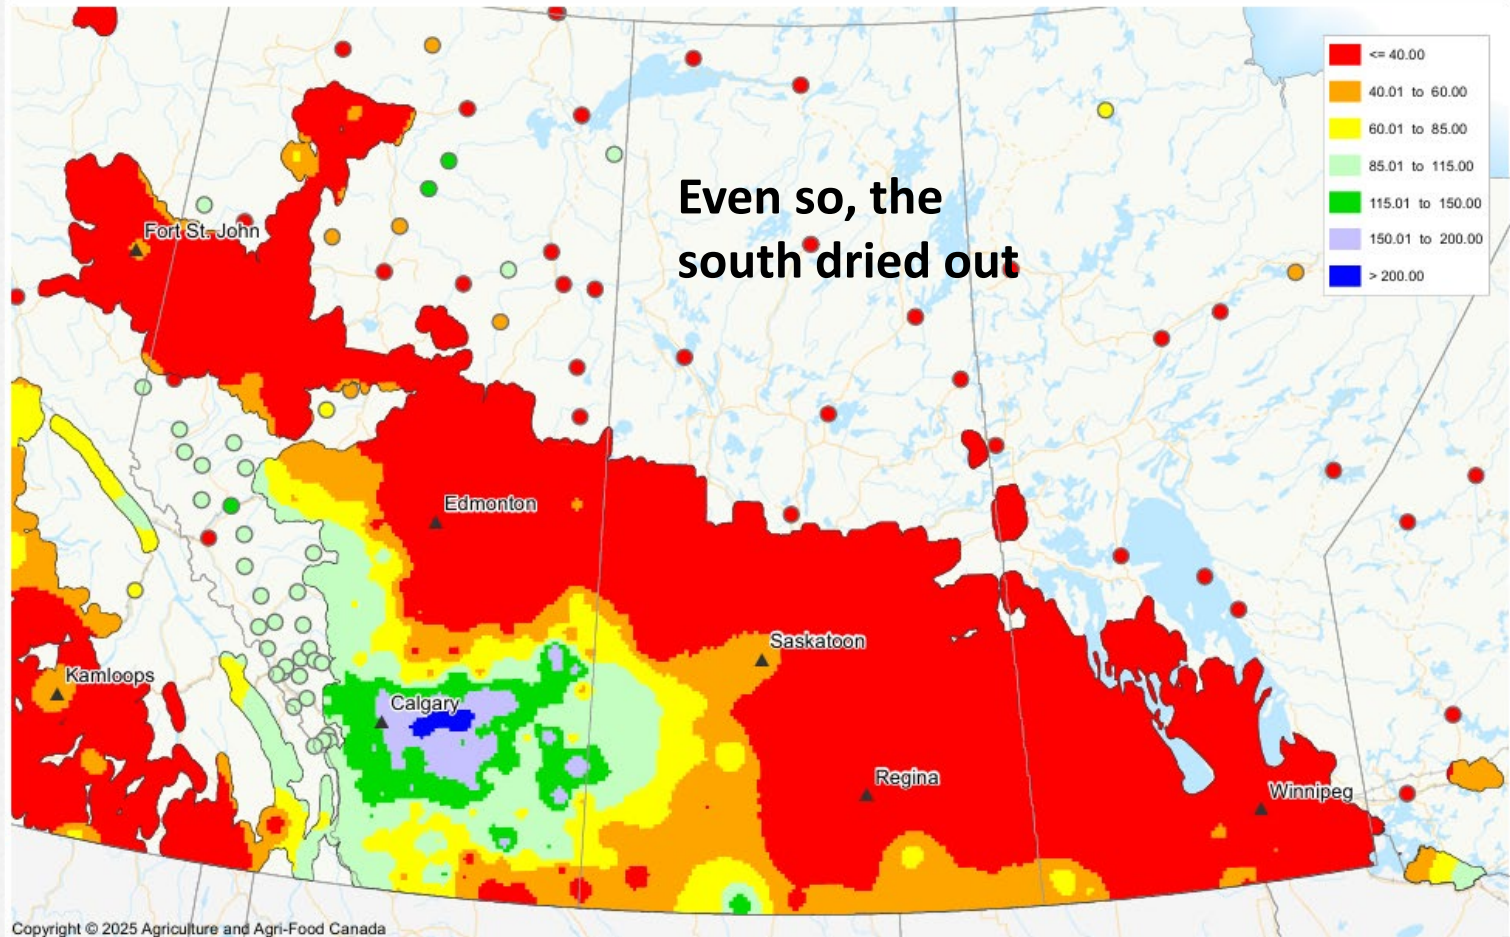 <= 40.00
40.01 to 60.00
60.01 to 85.00
85.01 to 115.00
115.01 to 150.00
150.01 to 200.00
> 200.00
Even so, the
south dried out
Fort St. John
Edmonton
Saskatoon
Kamloops
Calgary
Regina
Winnipeg
Copyright © 2025 Agriculture and Agri-Food Canada